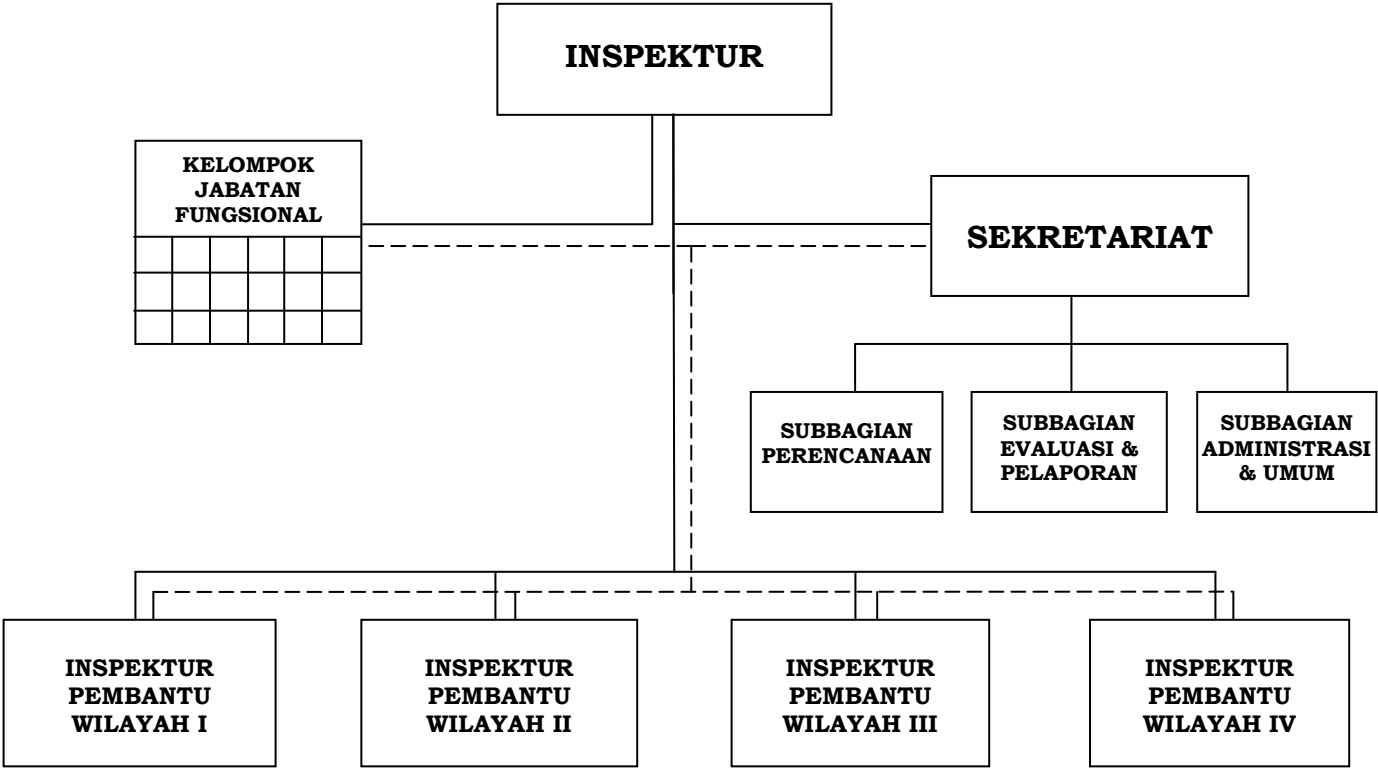 INSPEKTUR
KELOMPOK
JABATAN
FUNGSIONAL
SEKRETARIAT
SUBBAGIAN
PERENCANAAN
SUBBAGIAN
EVALUASI &
PELAPORAN
SUBBAGIAN
ADMINISTRASI
& UMUM
INSPEKTUR
PEMBANTU
WILAYAH I
INSPEKTUR
PEMBANTU
WILAYAH II
INSPEKTUR
PEMBANTU
WILAYAH III
INSPEKTUR
PEMBANTU
WILAYAH IV